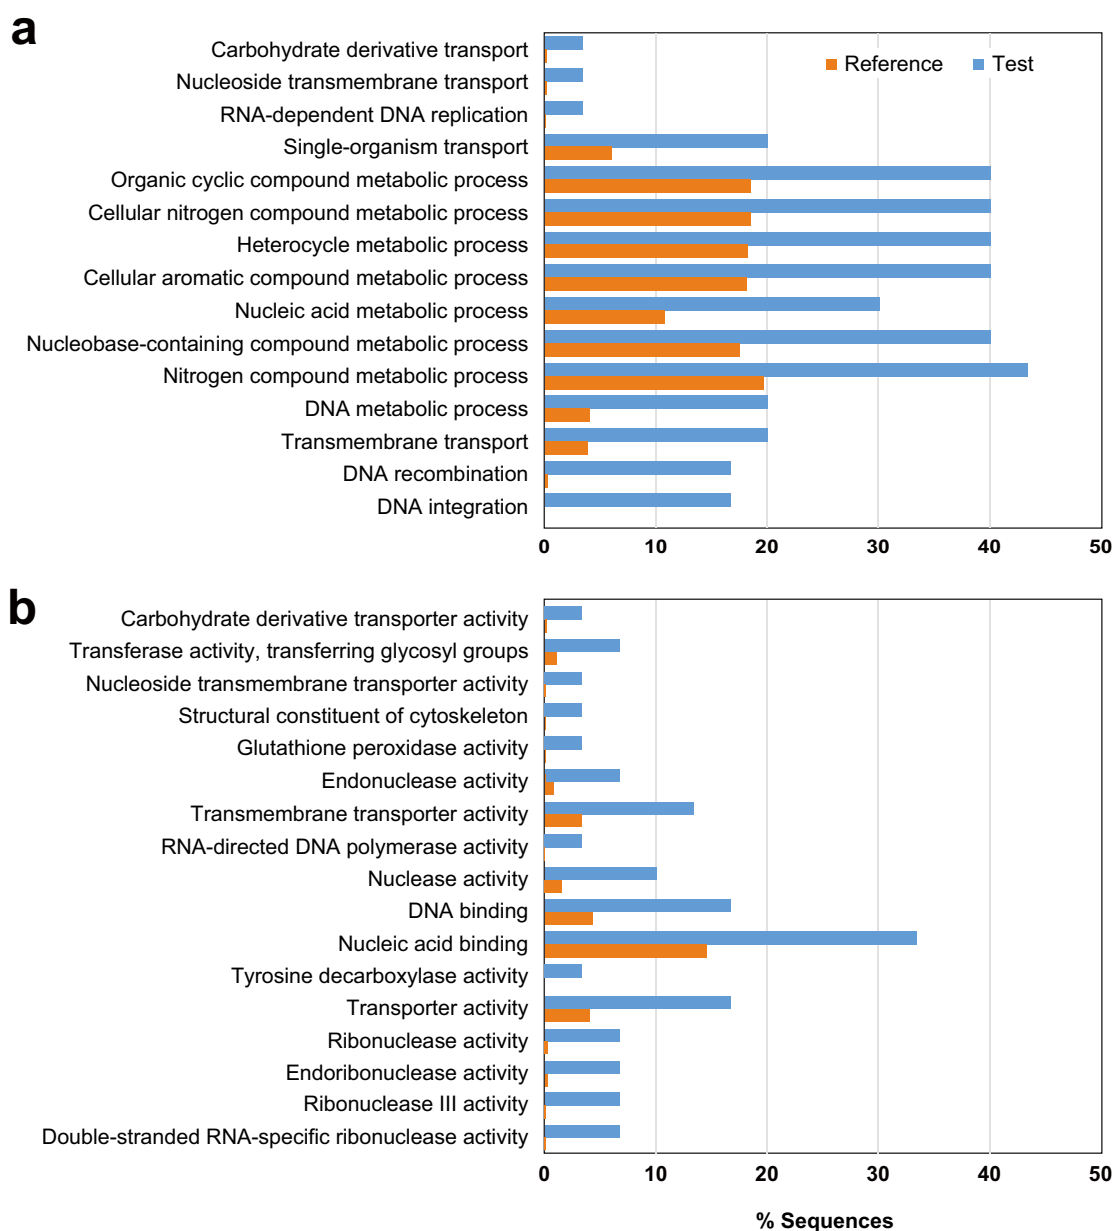 a
Reference Test
Carbohydrate derivative transport
Nucleoside transmembrane transport
RNA-dependent DNA replication
Single-organism transport
Organic cyclic compound metabolic process
Cellular nitrogen compound metabolic process
Heterocycle metabolic process
Cellular aromatic compound metabolic process
Nucleic acid metabolic process
Nucleobase-containing compound metabolic process
Nitrogen compound metabolic process
DNA metabolic process
Transmembrane transport
DNA recombination
DNA integration
0 10 20 30 40 50
b
Carbohydrate derivative transporter activity
Transferase activity, transferring glycosyl groups
Nucleoside transmembrane transporter activity
Structural constituent of cytoskeleton
Glutathione peroxidase activity
Endonuclease activity
Transmembrane transporter activity
RNA-directed DNA polymerase activity
Nuclease activity
DNA binding
Nucleic acid binding
Tyrosine decarboxylase activity
Transporter activity
Ribonuclease activity
Endoribonuclease activity
Ribonuclease III activity
Double-stranded RNA-specific ribonuclease activity
0 10 20 30 40 50
% Sequences